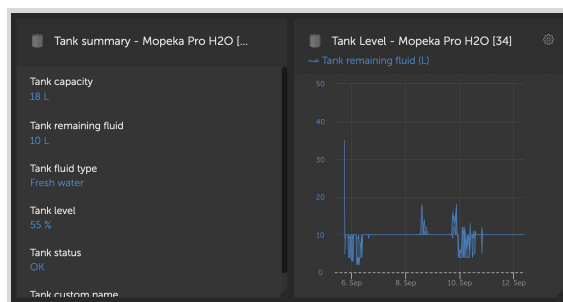 Tank summary - Mopeka Pro H2O [...
Tank capacity
18 L
Tank remaining fluid
10 L
Tank fluid type
Fresh water
Tank level
55 %
Tank status
OK
Tank custom name
Tank Level - Mopeka Pro H2O [34]
Tank remaining fluid (L)
50
40
30
20
10
0
6. Sep 8. Sep 10. Sep 12. Sep